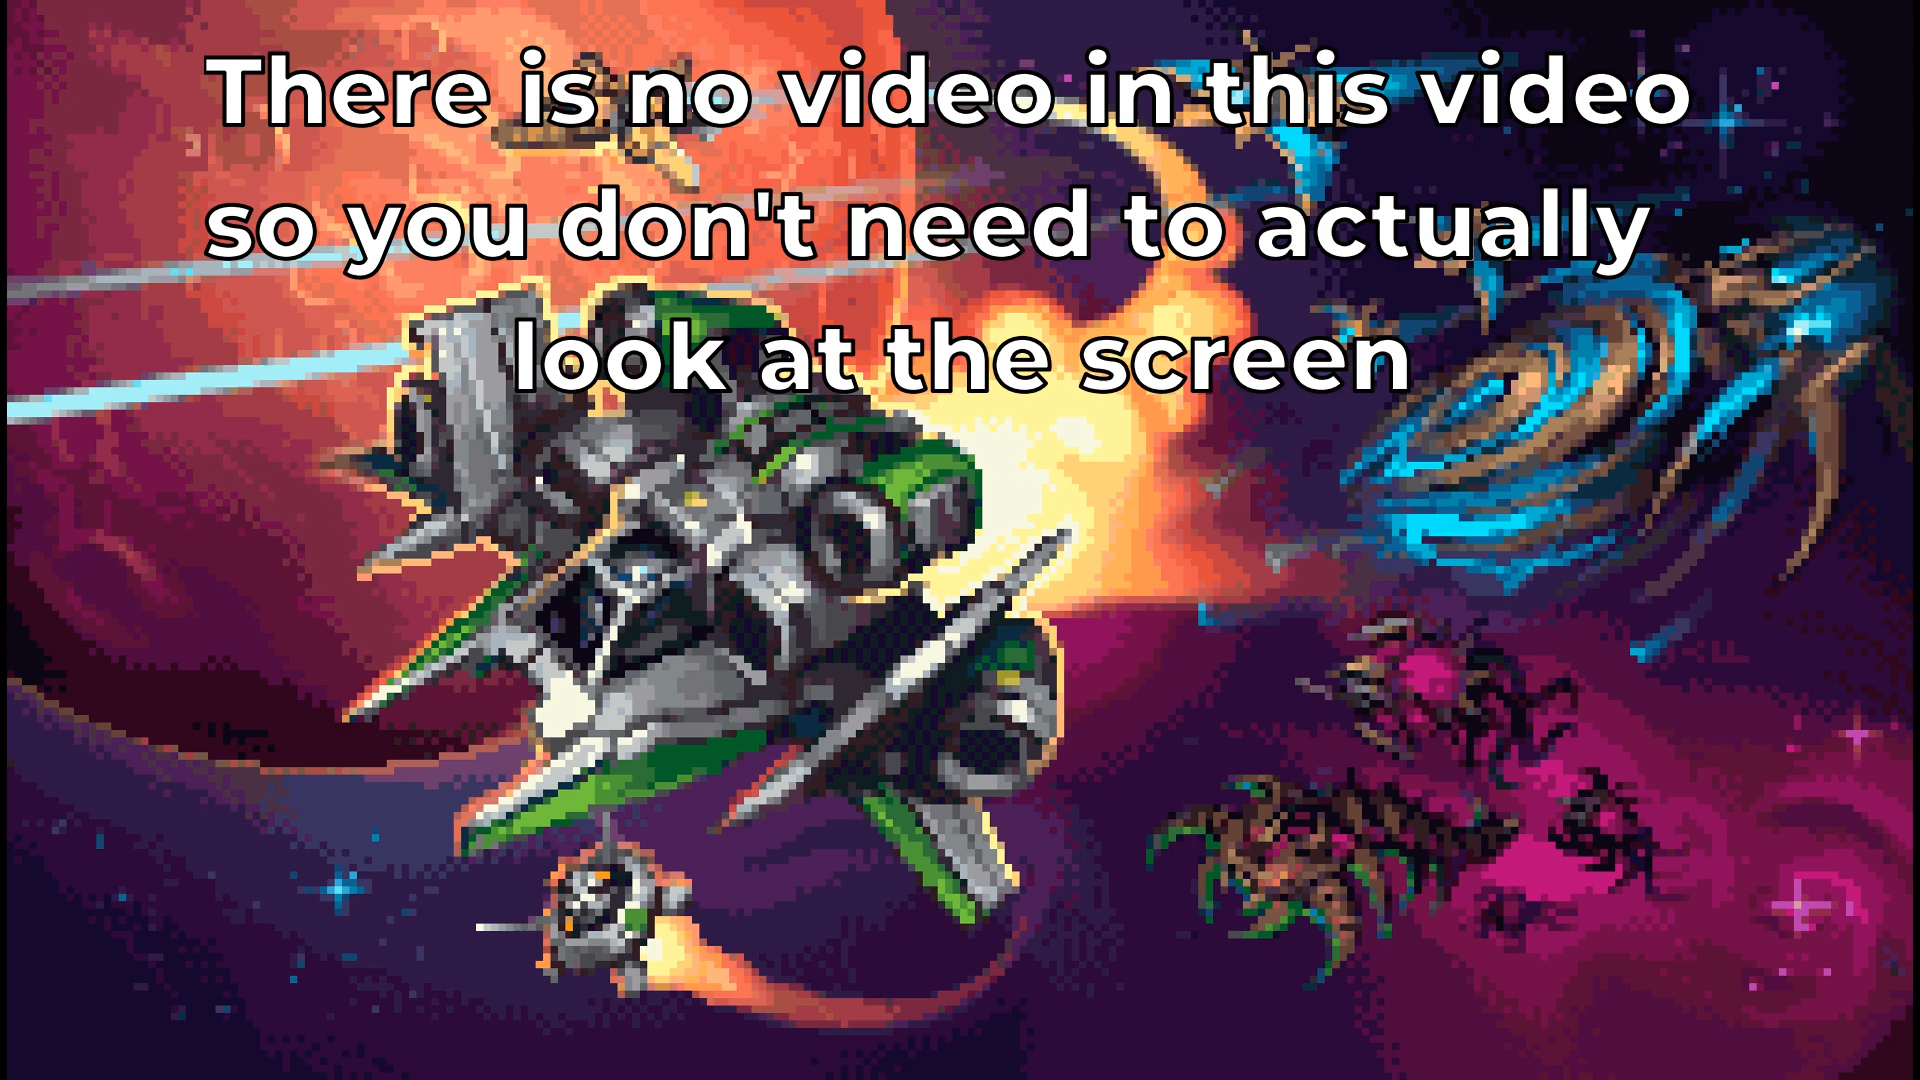 There is no video in this video
so you don't need to actually
look at the screen